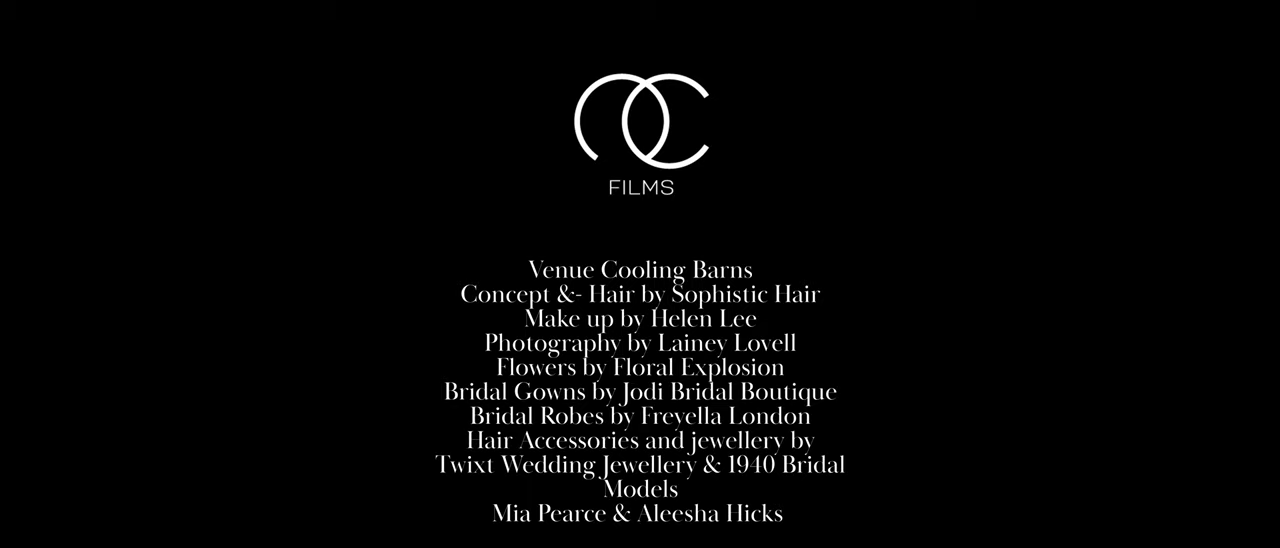 FILMS
Venue Cooling Barns
Concept &- Hair by Sophistic Hair
Make up by Helen Lee
Photography by Lainey Lovell
Flowers by Floral Explosion
Bridal Gowns by Jodi Bridal Boutique
Bridal Robes by Freyella London
Hair Accessories and jewellery by
Twixt Wedding Jewellery & 1940 Bridal
Models
Mia Pearce & Aleesha Hicks